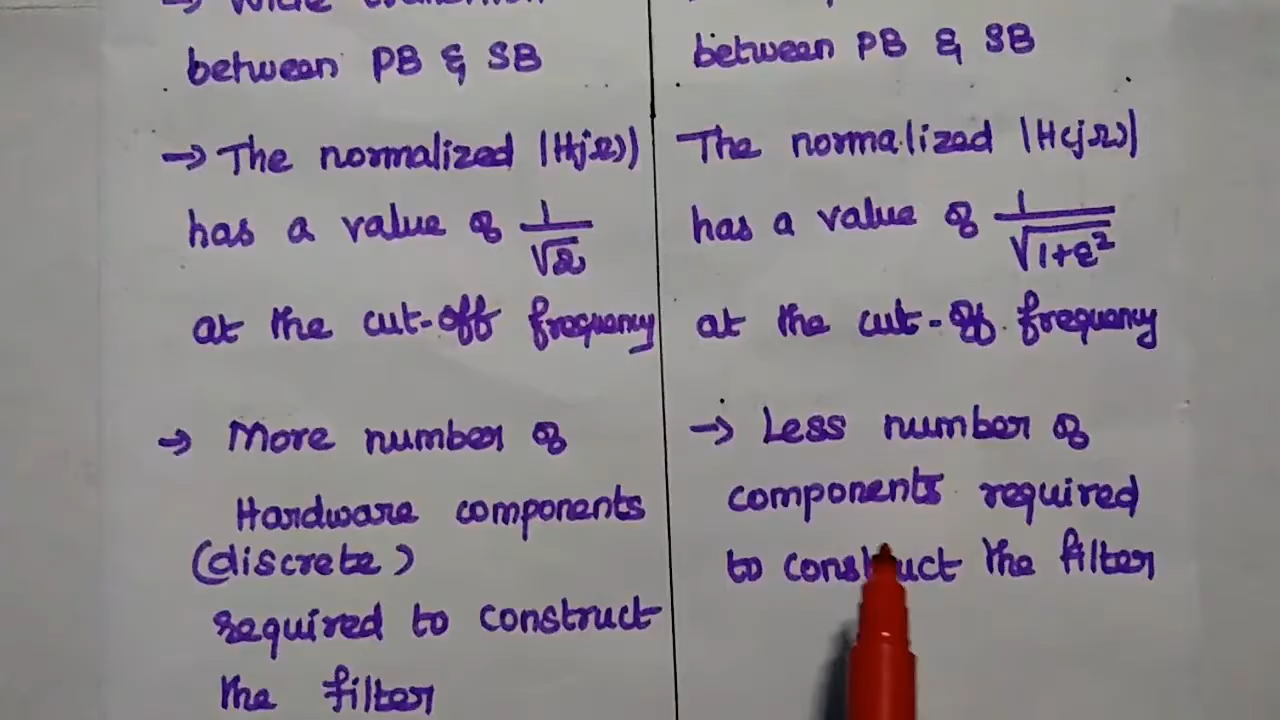 between PB & SB
→ The normalized |HjΩ)|
has a value of 1/√2
at the cut-off frequency
→ More number of
Hardware components
(discrete)
required to construct
the filter
between PB & SB
The normalized |H(jΩ)|
has a value of 1/√1+ε²
at the cut-off frequency
→ Less number of
components required
to construct the filter